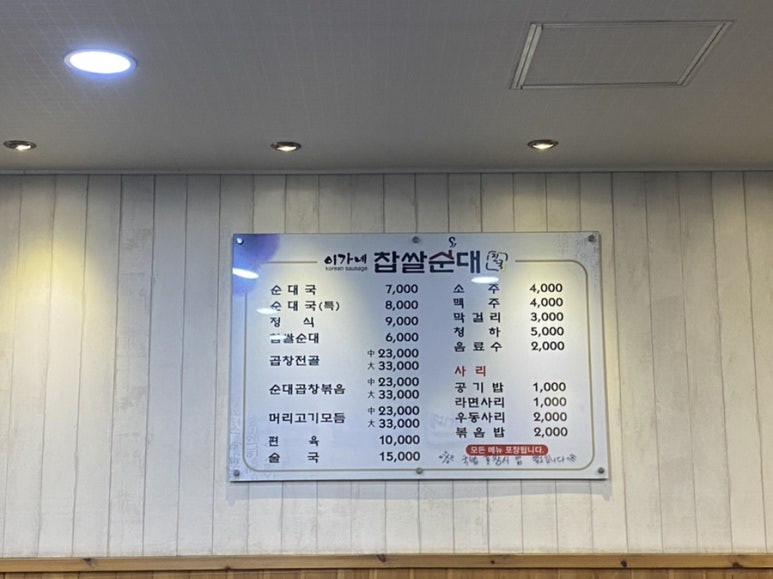 이가네 찹쌀순대
korean sausage
순대국 7,000
순대국(특) 8,000
정식 9,000
찹쌀순대 6,000
곱창전골 中 23,000
大 33,000
순대곱창볶음 中 23,000
大 33,000
머리고기모듬 中 23,000
大 33,000
편육 10,000
술국 15,000
소주 4,000
맥주 4,000
막걸리 3,000
청하 5,000
음료수 2,000
사리
공기밥 1,000
라면사리 1,000
우동사리 2,000
볶음밥 2,000
모든 메뉴 포장됩니다.